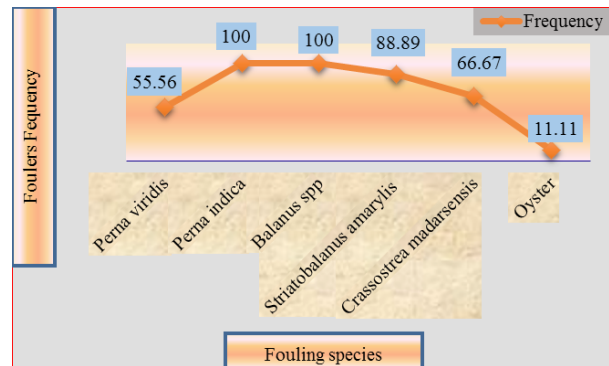 Frequency
100
100
88.89
66.67
55.56
11.11
Foulers Fequency
Perna viridis
Perna indica
Balanus spp
Striatobalanus amarylis
Crassostrea madarsensis
Oyster
Fouling species